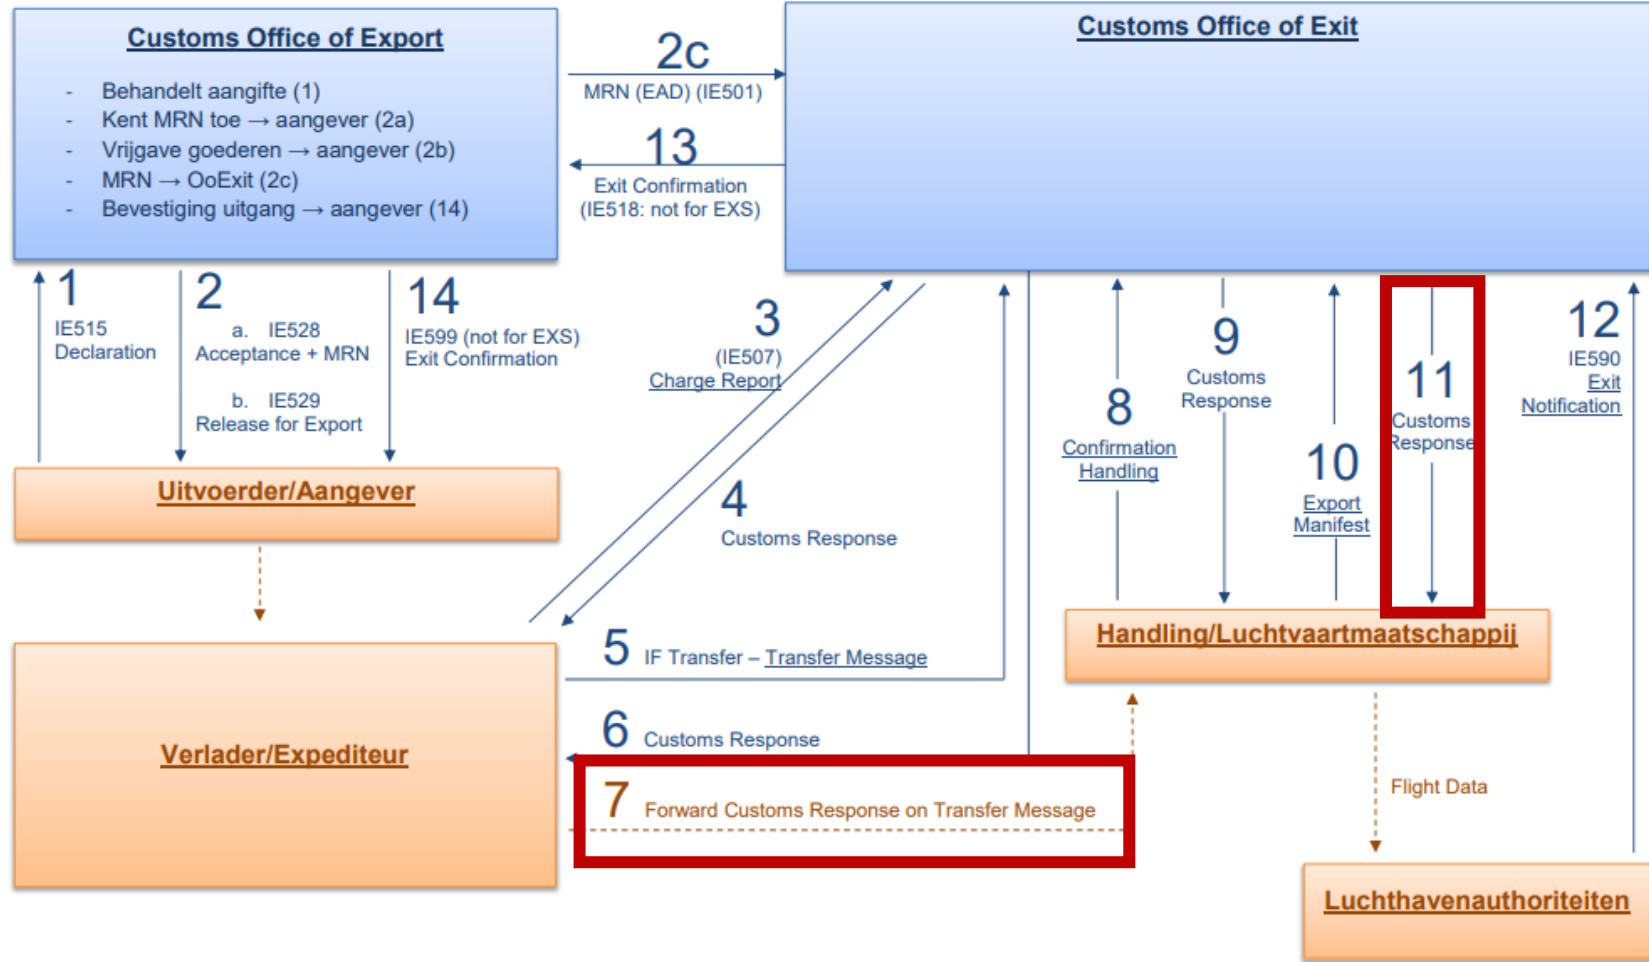 Customs Office of Export
- Behandelt aangifte (1)
- Kent MRN toe → aangever (2a)
- Vrijgave goederen → aangever (2b)
- MRN → OoExit (2c)
- Bevestiging uitgang → aangever (14)
2c
MRN (EAD) (IE501)
13
Exit Confirmation
(IE518: not for EXS)
Customs Office of Exit
1
IE515
Declaration
2
a. IE528
Acceptance + MRN
b. IE529
Release for Export
14
IE599 (not for EXS)
Exit Confirmation
3
(IE507)
Charge Report
4
Customs Response
8
Confirmation
Handling
9
Customs
Response
10
Export
Manifest
11
Customs
Response
12
IE590
Exit
Notification
Uitvoerder/Aangever
Handling/Luchtvaartmaatschappij
5 IF Transfer – Transfer Message
6 Customs Response
7 Forward Customs Response on Transfer Message
Verlader/Expediteur
Flight Data
Luchthavenauthoriteiten